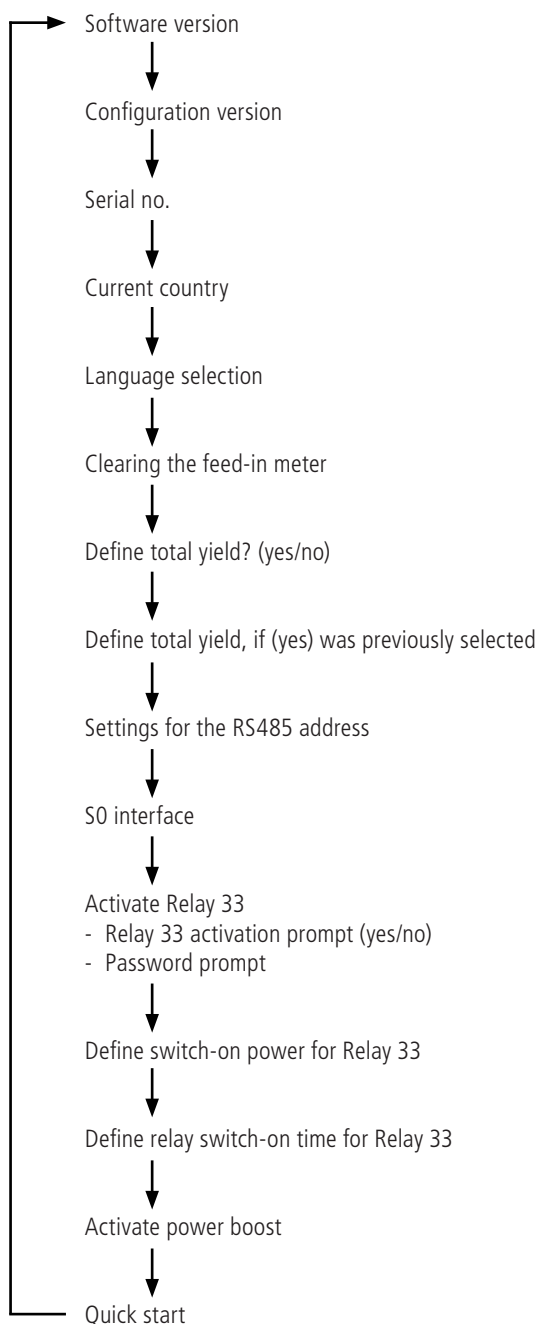 Software version
Configuration version
Serial no.
Current country
Language selection
Clearing the feed-in meter
Define total yield? (yes/no)
Define total yield, if (yes) was previously selected
Settings for the RS485 address
S0 interface
Activate Relay 33
- Relay 33 activation prompt (yes/no)
- Password prompt
Define switch-on power for Relay 33
Define relay switch-on time for Relay 33
Activate power boost
Quick start